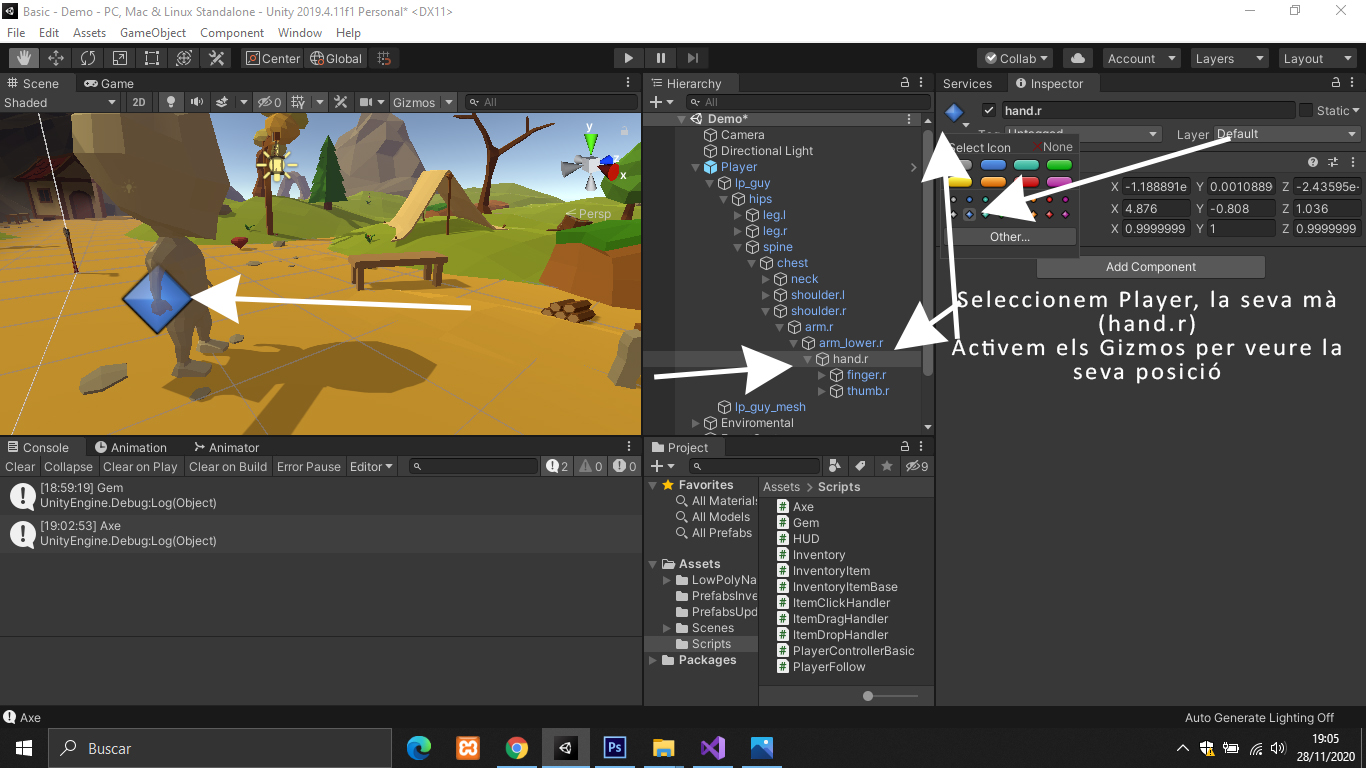 Basic - Demo - PC, Mac & Linux Standalone - Unity 2019.4.11f1 Personal* <DX11>
File Edit Assets GameObject Component Window Help
Center Global Collab Account Layers Layout
Scene Game
Shaded 2D 0 Gizmos All
y
x
Persp
Hierarchy
All
Demo*
Camera
Directional Light
Player
lp_guy
hips
leg.l
leg.r
spine
chest
neck
shoulder.l
shoulder.r
arm.r
arm_lower.r
hand.r
finger.r
thumb.r
lp_guy_mesh
Enviromental
Services Inspector
hand.r Static
Untagged Layer Default
Select Icon None
Other...
X -1.188891e Y 0.0010889 Z -2.43595e-
X 4.876 Y -0.808 Z 1.036
X 0.9999999 Y 1 Z 0.9999999
Add Component
Seleccionem Player, la seva mà
(hand.r)
Activem els Gizmos per veure la
seva posició
Console Animation Animator
Clear Collapse Clear on Play Clear on Build Error Pause Editor 2 0 0
[18:59:19] Gem
UnityEngine.Debug:Log(Object)
[19:02:53] Axe
UnityEngine.Debug:Log(Object)
Project
9
Favorites
All Materials
All Models
All Prefabs
Assets
LowPolyNa
PrefabsInve
PrefabsUpd
Scenes
Scripts
Packages
Assets > Scripts
Axe
Gem
HUD
Inventory
InventoryItem
InventoryItemBase
ItemClickHandler
ItemDragHandler
ItemDropHandler
PlayerControllerBasic
PlayerFollow
Axe
Auto Generate Lighting Off
Buscar
Ps
19:05
28/11/2020